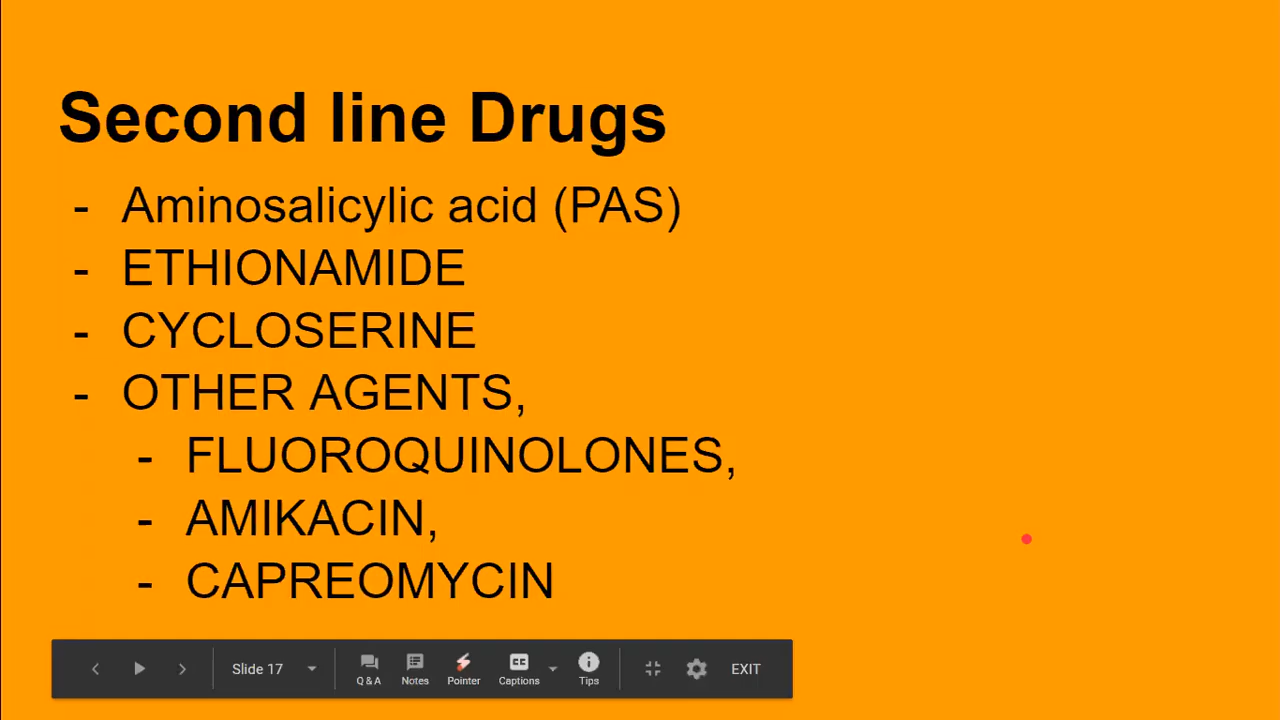 Second line Drugs
- Aminosalicylic acid (PAS)
- ETHIONAMIDE
- CYCLOSERINE
- OTHER AGENTS,
- FLUOROQUINOLONES,
- AMIKACIN,
- CAPREOMYCIN
Slide 17 Q & A Notes Pointer CC Captions Tips EXIT